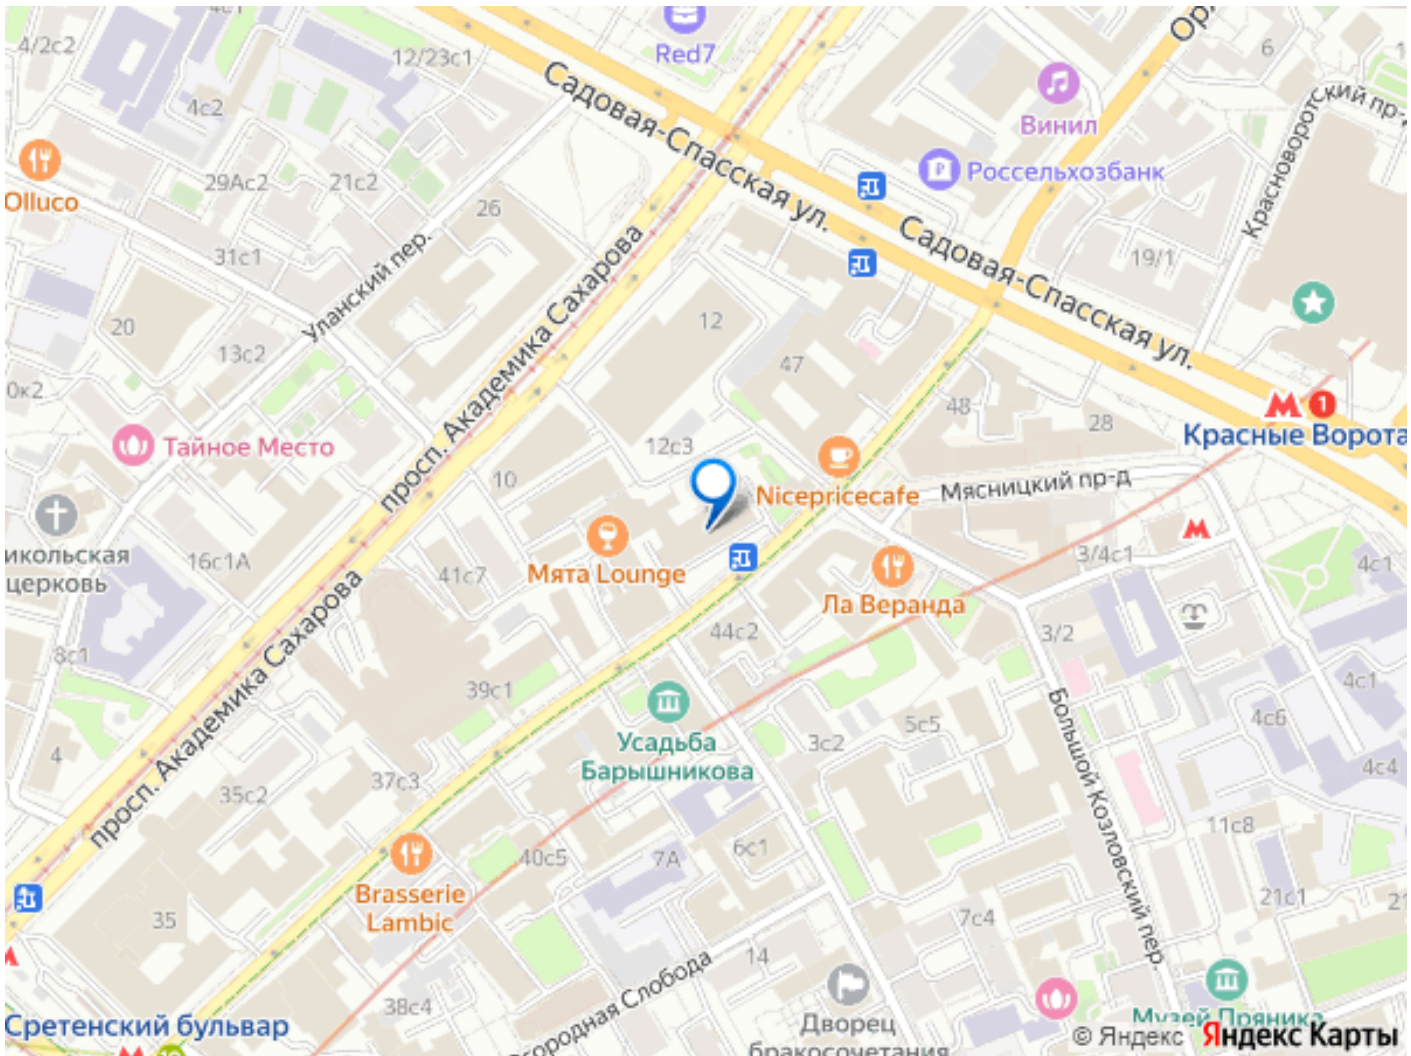 4/2с2
4с1
12/23с1
Red7
6
4с2
Садовая-Спасская ул.
Винил
Красноворотский пр-д
Россельхозбанк
Olluco
29Ас2
21с2
26
31с1
Уланский пер.
просп. Академика Сахарова
Садовая-Спасская ул.
19/1
20
13с2
12
47
0к2
48
28
1
Красные Ворота
Тайное Место
12с3
10
Nicepricecafe
Мясницкий пр-д
икольская
церковь
16с1А
Мята Lounge
41с7
3/4с1
4с1
Ла Веранда
44с2
3/2
8с1
просп. Академика Сахарова
39с1
4с1
Усадьба
Барышникова
3с2
5с5
4с6
Большой Козловский пер.
4
37с3
35с2
4с4
11с8
40с5
7А
6с1
Brasserie
Lambic
35
21с1
21
7с4
14
огородная Слобода
38с4
Сретенский бульвар
Дворец
бракосочетания
Музей Пряника
© Яндекс Яндекс Карты